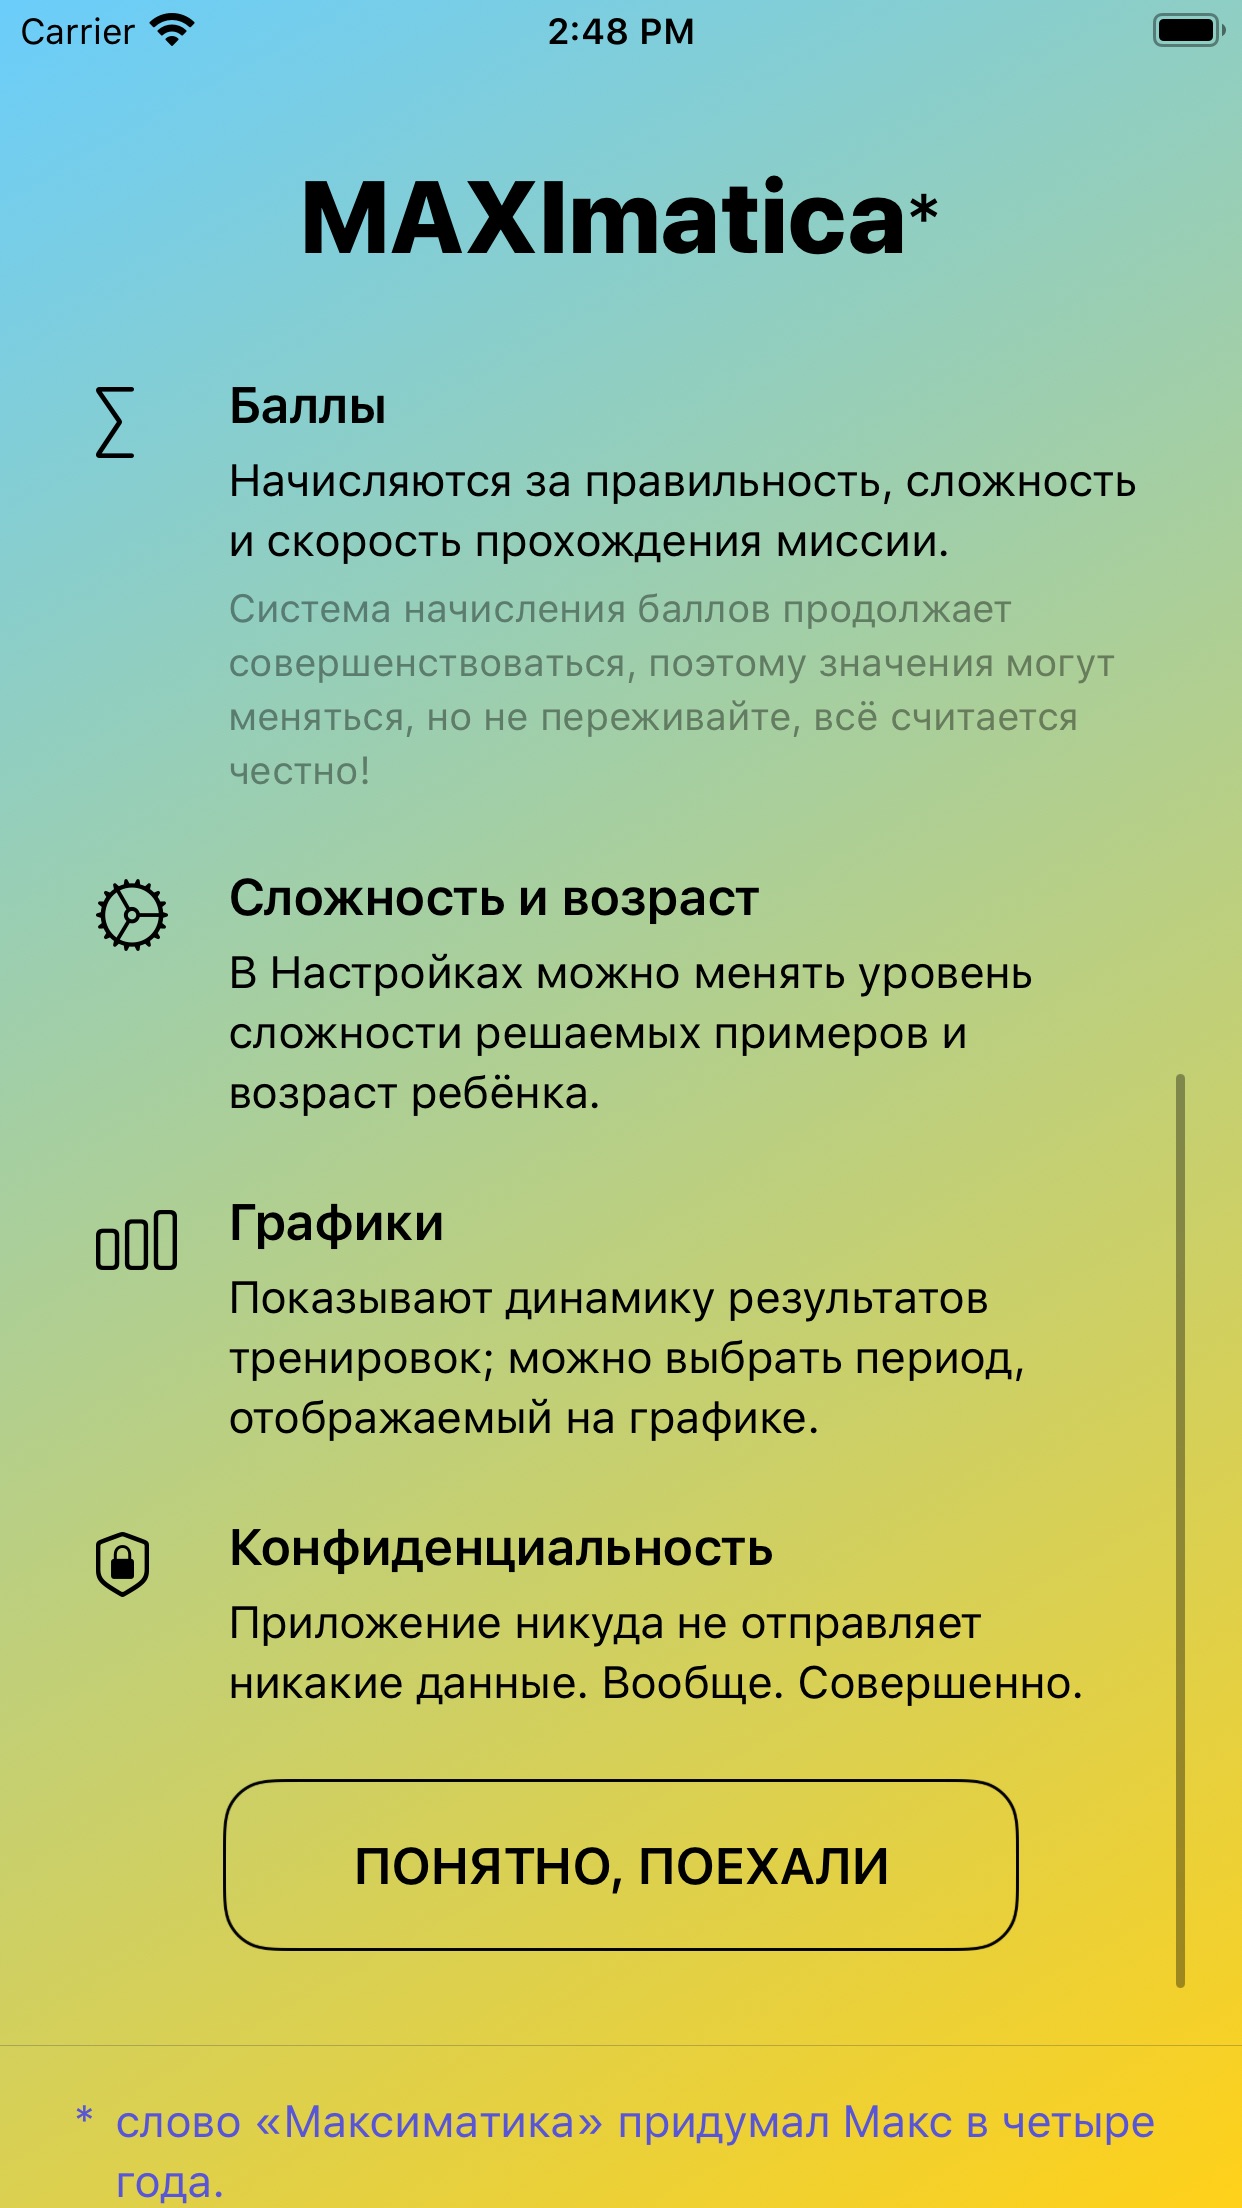 Carrier 2:48 PM
MAXImatica*
Баллы
Начисляются за правильность, сложность
и скорость прохождения миссии.
Система начисления баллов продолжает
совершенствоваться, поэтому значения могут
меняться, но не переживайте, всё считается
честно!
Сложность и возраст
В Настройках можно менять уровень
сложности решаемых примеров и
возраст ребёнка.
Графики
Показывают динамику результатов
тренировок; можно выбрать период,
отображаемый на графике.
Конфиденциальность
Приложение никуда не отправляет
никакие данные. Вообще. Совершенно.
ПОНЯТНО, ПОЕХАЛИ
* слово «Максиматика» придумал Макс в четыре
года.